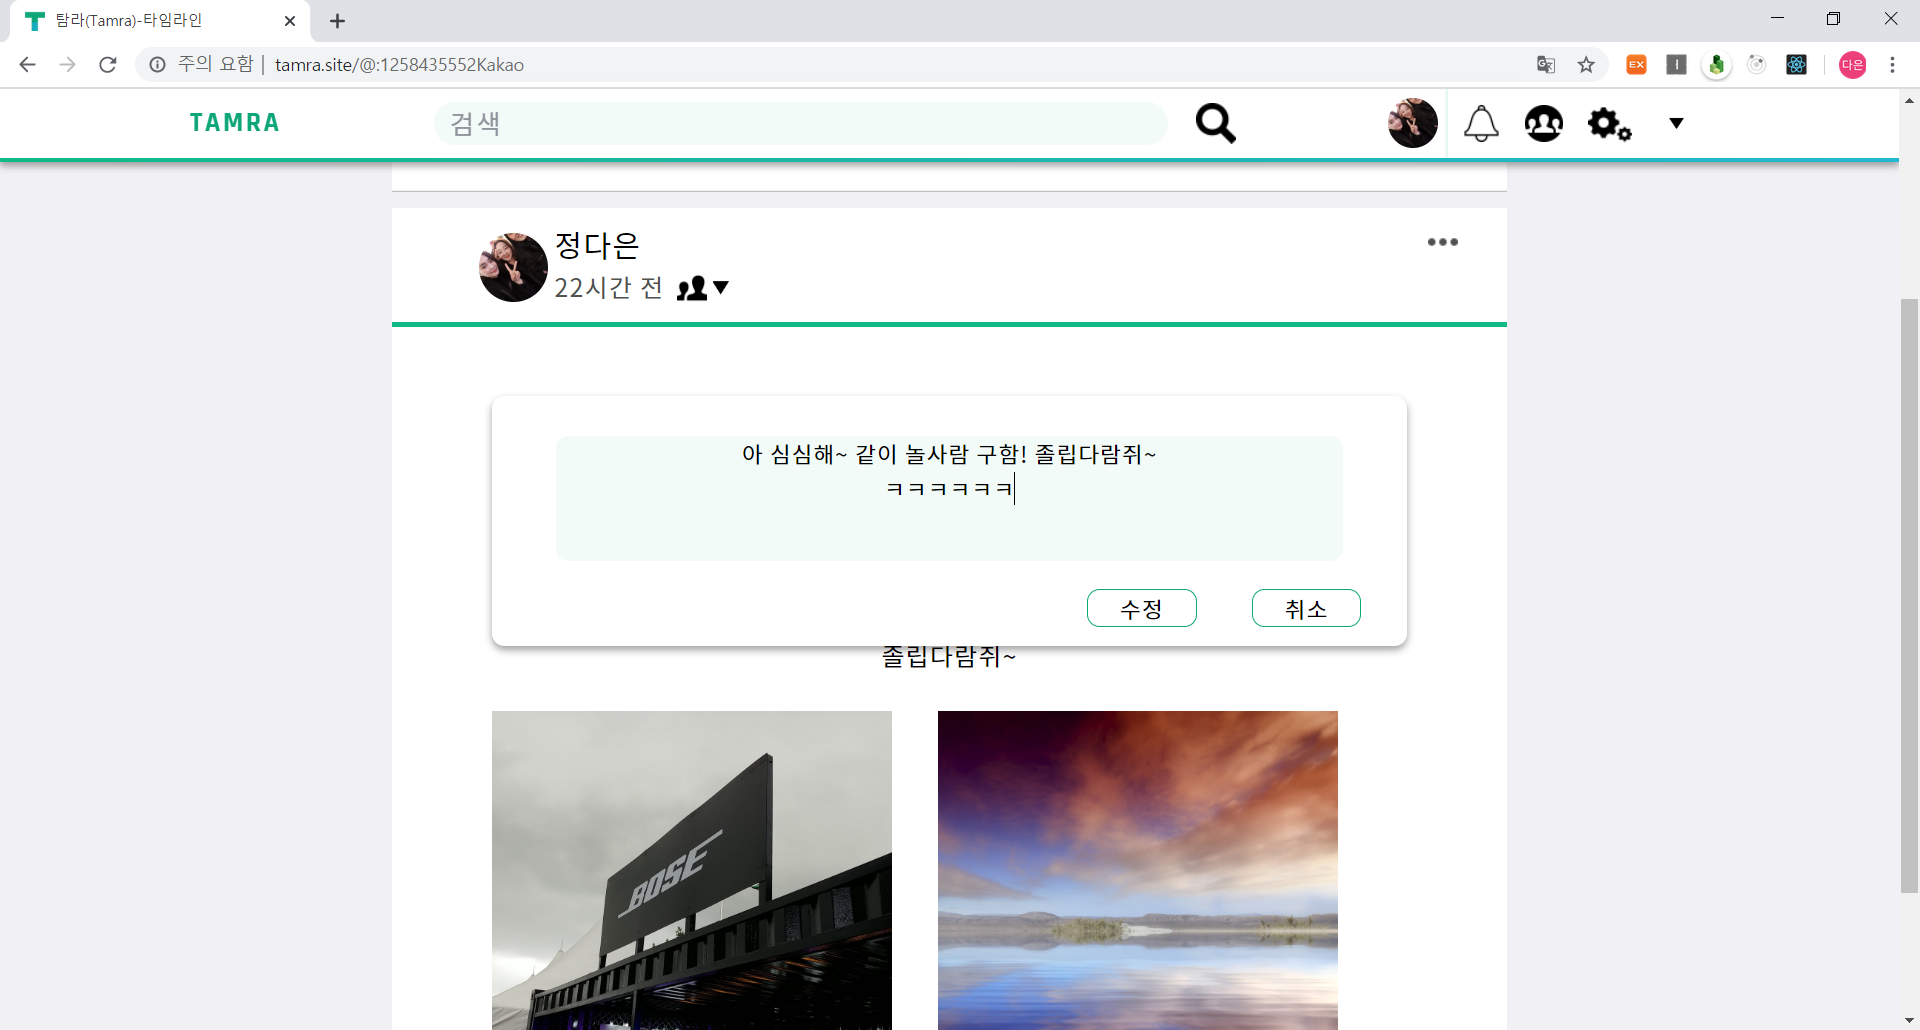 탐라(Tamra)-타임라인
주의 요함 | tamra.site/@:1258435552Kakao
EX
다은
TAMRA
검색
정다은
22시간 전
아 심심해~ 같이 놀사람 구함! 졸립다람쥐~
ㅋㅋㅋㅋㅋㅋ
수정
취소
졸립다람쥐~
BOSE